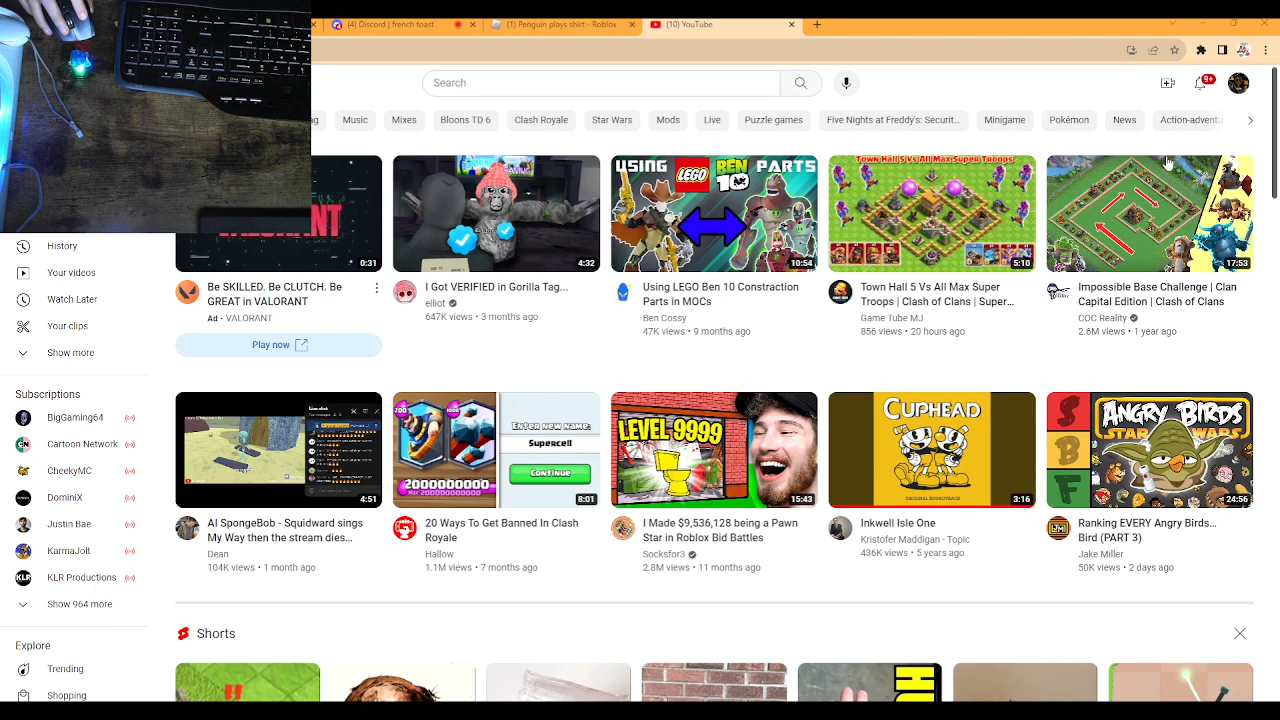 (4) Discord | french toast
(1) Penguin plays shirt - Roblox
(10) YouTube
Search
9+
Music
Mixes
Bloons TD 6
Clash Royale
Star Wars
Mods
Live
Puzzle games
Five Nights at Freddy's: Securit...
Minigame
Pokémon
News
Action-adventu
VALORANT
0:31
Be SKILLED. Be CLUTCH. Be
GREAT in VALORANT
Ad · VALORANT
Play now
4:32
I Got VERIFIED in Gorilla Tag...
elliot
647K views • 3 months ago
USING LEGO BEN 10 PARTS
10:54
Using LEGO Ben 10 Constraction
Parts in MOCs
Ben Cossy
47K views • 9 months ago
Town Hall 5 Vs All Max Super Troops
5:10
Town Hall 5 Vs All Max Super
Troops | Clash of Clans | Super...
Game Tube MJ
856 views • 20 hours ago
17:53
Impossible Base Challenge | Clan
Capital Edition | Clash of Clans
COC Reality
2.6M views • 1 year ago
History
Your videos
Watch Later
Your clips
Show more
Subscriptions
BigGaming64
Cartoon Network
CheekyMC
DominiX
Justin Bae
KarmaJolt
KLR Productions
Show 964 more
Explore
Trending
Shopping
4:51
AI SpongeBob - Squidward sings
My Way then the stream dies...
Dean
104K views • 1 month ago
Enter new name:
Supercell
Continue
8:01
20 Ways To Get Banned In Clash
Royale
Hallow
1.1M views • 7 months ago
LEVEL 9999
15:43
I Made $9,536,128 being a Pawn
Star in Roblox Bid Battles
Socksfor3
2.8M views • 11 months ago
CUPHEAD
ORIGINAL SOUNDTRACK
3:16
Inkwell Isle One
Kristofer Maddigan - Topic
436K views • 5 years ago
S
B
F
ANGRY BIRDS
24:56
Ranking EVERY Angry Birds...
Bird (PART 3)
Jake Miller
50K views • 2 days ago
Shorts